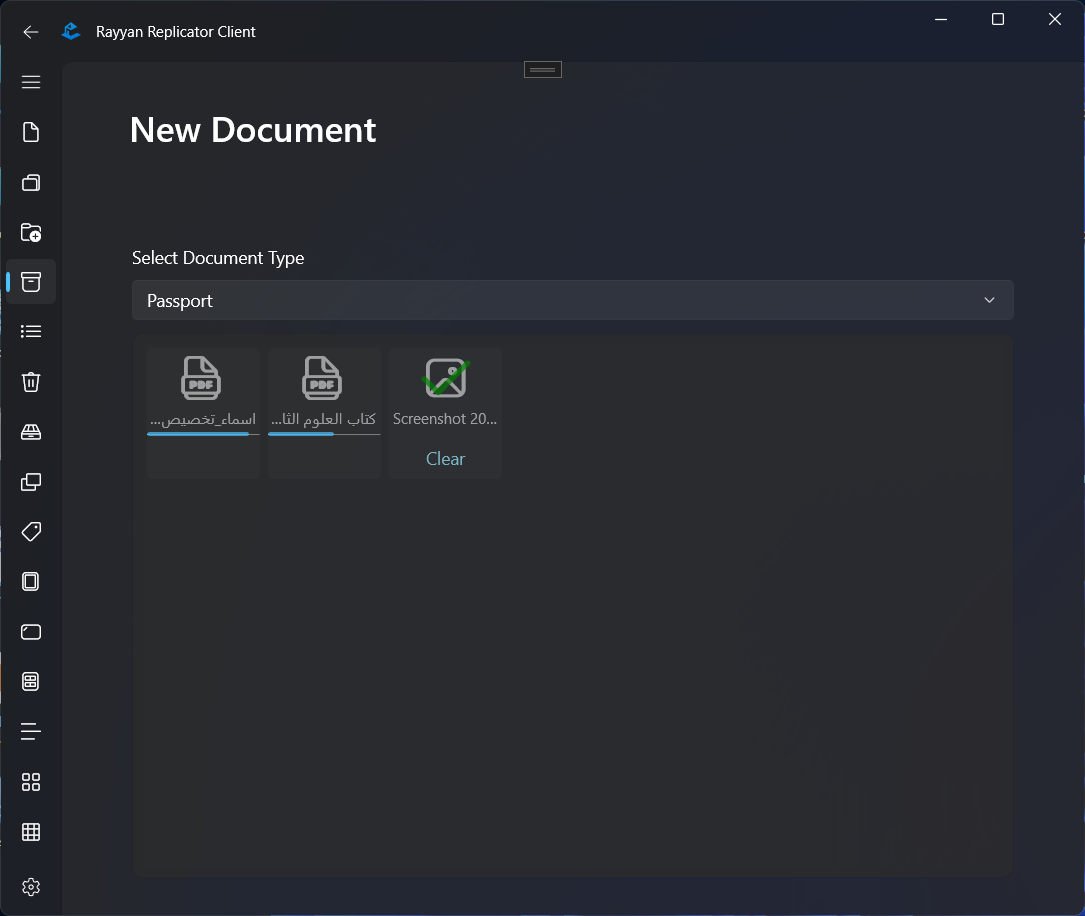 Rayyan Replicator Client
New Document
Select Document Type
Passport
PDF
PDF
اسماء_تخصيص...
كتاب العلوم الثا...
Screenshot 20...
Clear